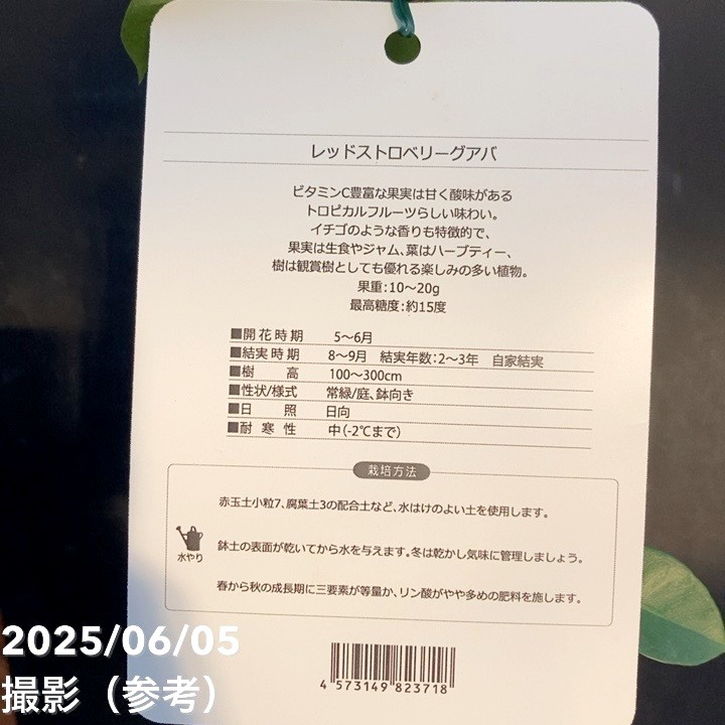 レッドストロベリーグアバ
ビタミンC豊富な果実は甘く酸味がある
トロピカルフルーツらしい味わい。
イチゴのような香りも特徴的で、
果実は生食やジャム、葉はハーブティー、
樹は観賞樹としても優れる楽しみの多い植物。
果重:10〜20g
最高糖度:約15度
■開花時期 5〜6月
■結実時期 8〜9月 結実年数:2〜3年 自家結実
■樹高 100〜300cm
■性状/様式 常緑/庭、鉢向き
■日照 日向
■耐寒性 中(-2℃まで)
栽培方法
赤玉土小粒7、腐葉土3の配合土など、水はけのよい土を使用します。
水やり
鉢土の表面が乾いてから水を与えます。冬は乾かし気味に管理しましょう。
春から秋の成長期に三要素が等量か、リン酸がやや多めの肥料を施します。
4 573149 823718
2025/06/05
撮影（参考）